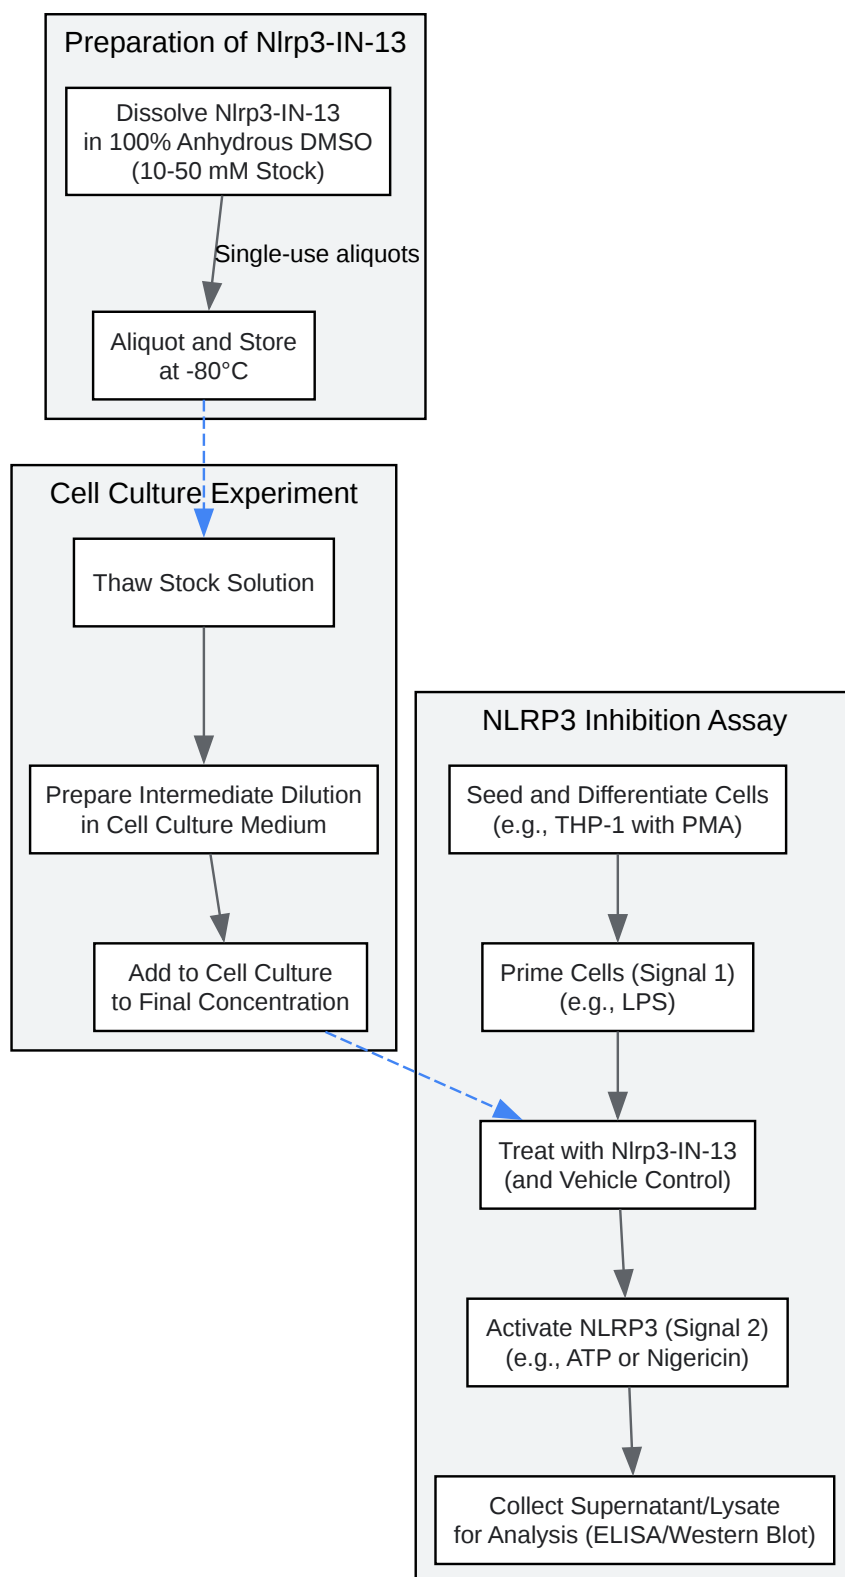 Preparation of Nlrp3-IN-13
Dissolve Nlrp3-IN-13
in 100% Anhydrous DMSO
(10-50 mM Stock)
Single-use aliquots
Aliquot and Store
at -80°C
Cell Culture Experiment
Thaw Stock Solution
Prepare Intermediate Dilution
in Cell Culture Medium
Add to Cell Culture
to Final Concentration
NLRP3 Inhibition Assay
Seed and Differentiate Cells
(e.g., THP-1 with PMA)
Prime Cells (Signal 1)
(e.g., LPS)
Treat with Nlrp3-IN-13
(and Vehicle Control)
Activate NLRP3 (Signal 2)
(e.g., ATP or Nigericin)
Collect Supernatant/Lysate
for Analysis (ELISA/Western Blot)